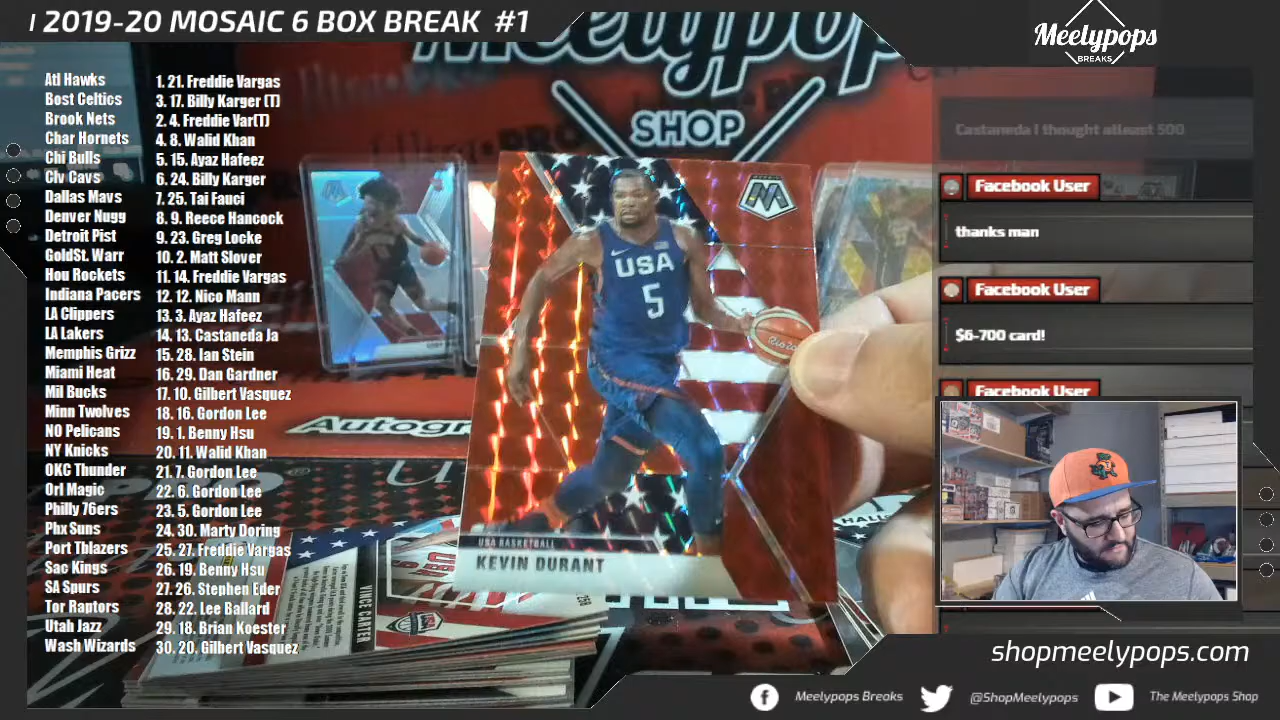 2019-20 MOSAIC 6 BOX BREAK #1
Meelypops
SHOP
Meelypops
BREAKS
Atl Hawks 1. 21. Freddie Vargas
Bost Celtics 3. 17. Billy Karger (T)
Brook Nets 2. 4. Freddie Var(T)
Char Hornets 4. 8. Walid Khan
Chi Bulls 5. 15. Ayaz Hafeez
Clv Cavs 6. 24. Billy Karger
Dallas Mavs 7. 25. Tai Fauci
Denver Nugg 8. 9. Reece Hancock
Detroit Pist 9. 23. Greg Locke
GoldSt. Warr 10. 2. Matt Slover
Hou Rockets 11. 14. Freddie Vargas
Indiana Pacers 12. 12. Nico Mann
LA Clippers 13. 3. Ayaz Hafeez
LA Lakers 14. 13. Castaneda Ja
Memphis Grizz 15. 28. Ian Stein
Miami Heat 16. 29. Dan Gardner
Mil Bucks 17. 10. Gilbert Vasquez
Minn Twolves 18. 16. Gordon Lee
NO Pelicans 19. 1. Benny Hsu
NY Knicks 20. 11. Walid Khan
OKC Thunder 21. 7. Gordon Lee
Orl Magic 22. 6. Gordon Lee
Philly 76ers 23. 5. Gordon Lee
Phx Suns 24. 30. Marty Doring
Port Tblazers 25. 27. Freddie Vargas
Sac Kings 26. 19. Benny Hsu
SA Spurs 27. 26. Stephen Eder
Tor Raptors 28. 22. Lee Ballard
Utah Jazz 29. 18. Brian Koester
Wash Wizards 30. 20. Gilbert Vasquez
MOSAIC
USA
5
Rio 20
USA BASKETBALL
KEVIN DURANT
Autogr
VINCE CARTER
HALL
Castaneda I thought atleast 500
Facebook User
thanks man
Facebook User
$6-700 card!
Facebook User
shopmeelypops.com
Meelypops Breaks
@ShopMeelypops
The Meelypops Shop